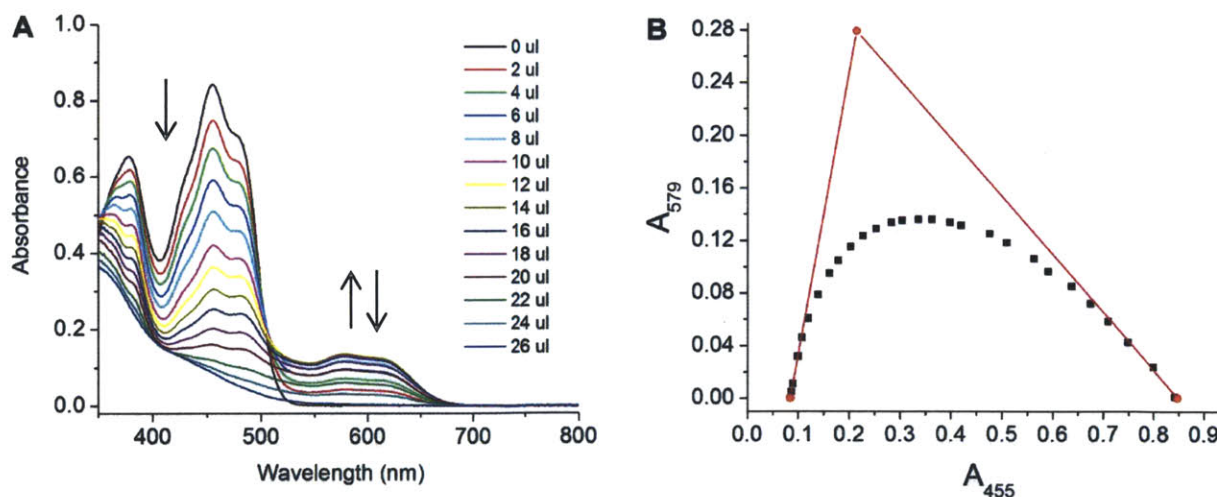 A
1.0
0.8
0.6
0.4
0.2
0.0
Absorbance
400
500
600
700
800
Wavelength (nm)
0 ul
2 ul
4 ul
6 ul
8 ul
10 ul
12 ul
14 ul
16 ul
18 ul
20 ul
22 ul
24 ul
26 ul
B
0.28
0.24
0.20
0.16
0.12
0.08
0.04
0.00
A579
0.0
0.1
0.2
0.3
0.4
0.5
0.6
0.7
0.8
0.9
A455